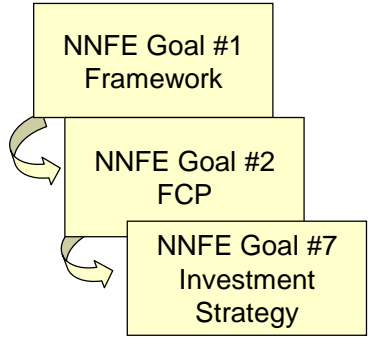 NNFE Goal #1
Framework
NNFE Goal #2
FCP
NNFE Goal #7
Investment
Strategy